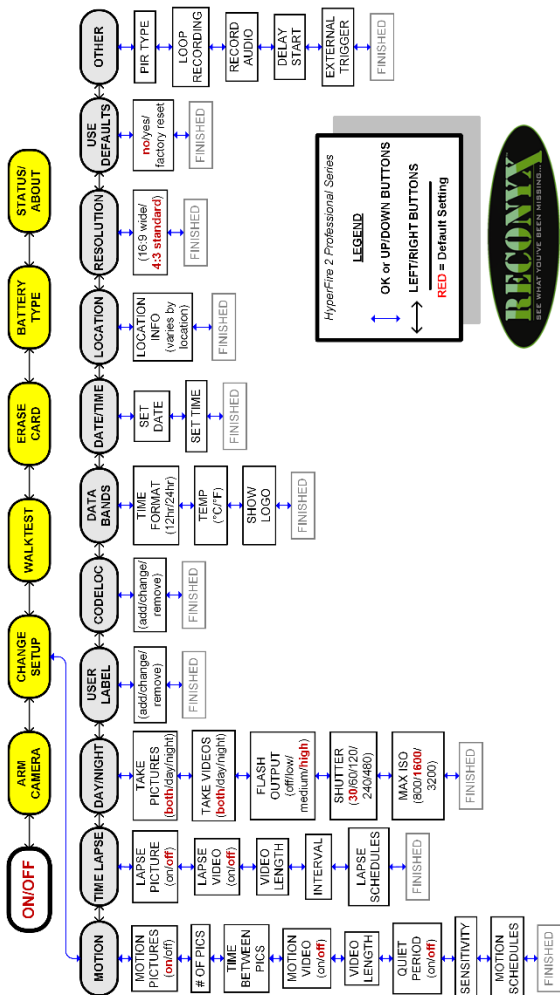 ON/OFF
ARM
CAMERA
CHANGE
SETUP
WALKTEST
ERASE
CARD
BATTERY
TYPE
STATUS/
ABOUT
MOTION
MOTION
PICTURES
(on/off)
# OF PICS
TIME
BETWEEN
PICS
MOTION
VIDEO
(on/off)
VIDEO
LENGTH
QUIET
PERIOD
(on/off)
SENSITIVITY
MOTION
SCHEDULES
FINISHED
TIME LAPSE
LAPSE
PICTURE
(on/off)
LAPSE
VIDEO
(on/off)
VIDEO
LENGTH
INTERVAL
LAPSE
SCHEDULES
FINISHED
DAY/NIGHT
TAKE
PICTURES
(both/day/night)
TAKE VIDEOS
(both/day/night)
FLASH
OUTPUT
(off/low/
medium/high)
SHUTTER
(30/60/120/
240/480)
MAX ISO
(800/1600/
3200)
FINISHED
USER
LABEL
(add/change/
remove)
FINISHED
CODELOC
(add/change/
remove)
FINISHED
DATA
BANDS
TIME
FORMAT
(12hr/24hr)
TEMP
(°C/°F)
SHOW
LOGO
FINISHED
DATE/TIME
SET
DATE
SET TIME
FINISHED
LOCATION
LOCATION
INFO
(varies by
location)
FINISHED
RESOLUTION
(16:9 wide/
4:3 standard)
FINISHED
USE
DEFAULTS
no/yes/
factory reset
FINISHED
OTHER
PIR TYPE
LOOP
RECORDING
RECORD
AUDIO
DELAY
START
EXTERNAL
TRIGGER
FINISHED
HyperFire 2 Professional Series
LEGEND
OK or UP/DOWN BUTTONS
LEFT/RIGHT BUTTONS
RED = Default Setting
RECONYX
SEE WHAT YOU'VE BEEN MISSING...